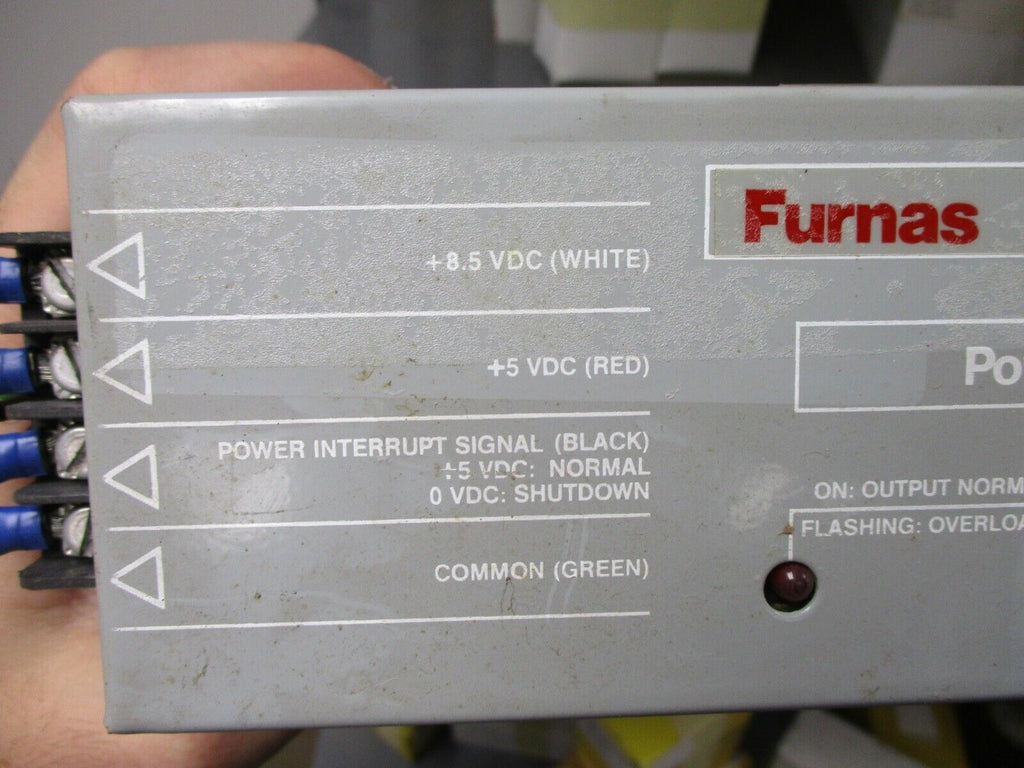 Furnas
+8.5 VDC (WHITE)
+5 VDC (RED)
Po
POWER INTERRUPT SIGNAL (BLACK)
+5 VDC: NORMAL
0 VDC: SHUTDOWN
ON: OUTPUT NORM
FLASHING: OVERLOA
COMMON (GREEN)